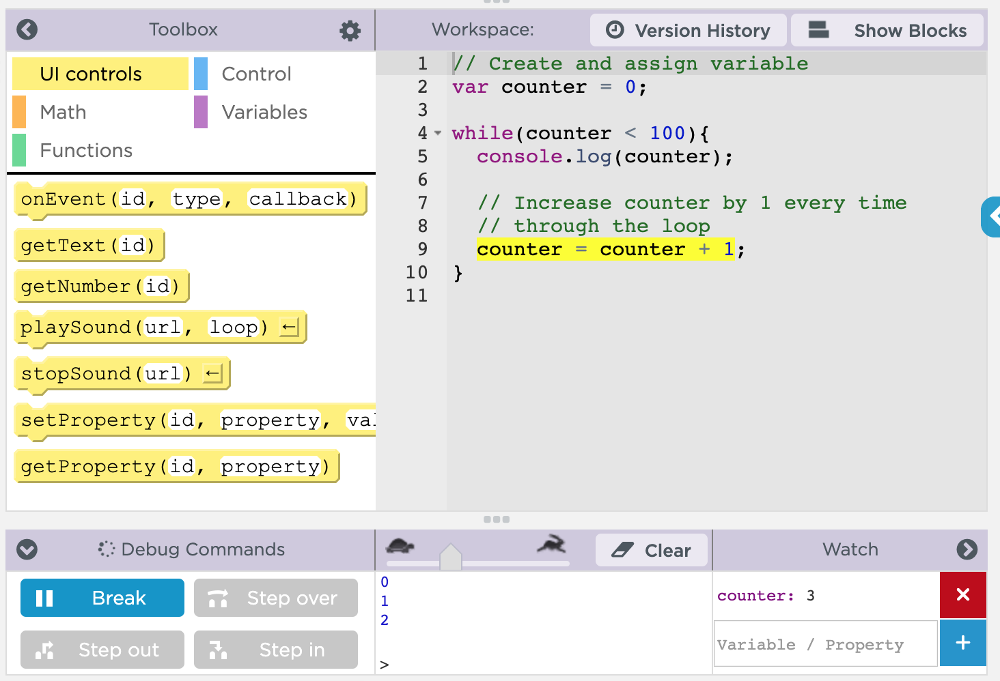 Toolbox
Workspace:
Version History
Show Blocks
UI controls
Control
Math
Variables
Functions
onEvent(id, type, callback)
getText(id)
getNumber(id)
playSound(url, loop) ←
stopSound(url) ←
setProperty(id, property, val
getProperty(id, property)
1 // Create and assign variable
2 var counter = 0;
3
4 while(counter < 100){
5 console.log(counter);
6
7 // Increase counter by 1 every time
8 // through the loop
9 counter = counter + 1;
10 }
11
Debug Commands
Clear
Watch
Break
Step over
Step out
Step in
0
1
2
>
counter: 3
Variable / Property